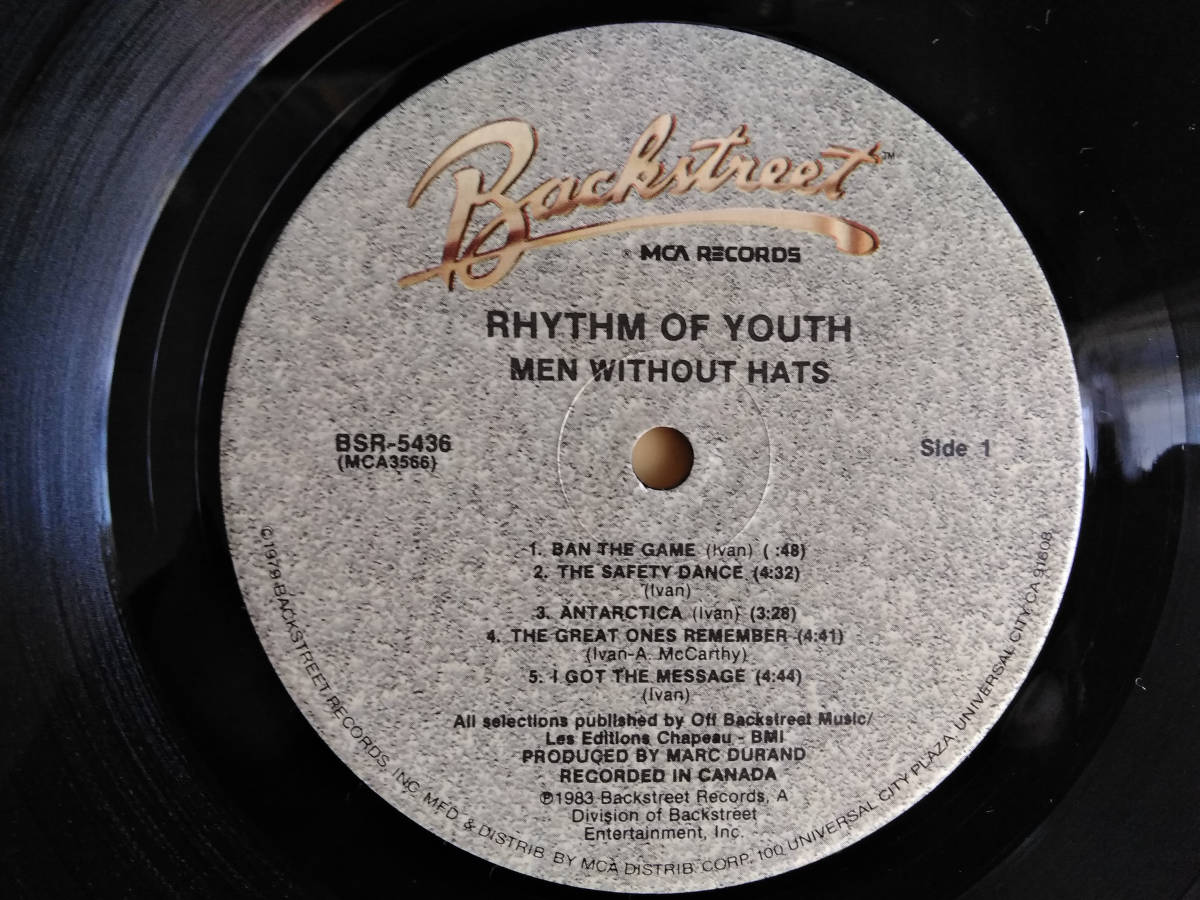 Backstreet™
® MCA RECORDS
RHYTHM OF YOUTH
MEN WITHOUT HATS
BSR-5436
(MCA3566)
Side 1
1. BAN THE GAME (Ivan) ( :48)
2. THE SAFETY DANCE (4:32)
(Ivan)
3. ANTARCTICA (Ivan) (3:28)
4. THE GREAT ONES REMEMBER (4:41)
(Ivan-A. McCarthy)
5. I GOT THE MESSAGE (4:44)
(Ivan)
All selections published by Off Backstreet Music/
Les Editions Chapeau - BMI
PRODUCED BY MARC DURAND
RECORDED IN CANADA
℗1983 Backstreet Records, A
Division of Backstreet
Entertainment, Inc.
©1979 BACKSTREET RECORDS, INC. MFD & DISTRIB BY MCA DISTRIB. CORP., 100 UNIVERSAL CITY PLAZA, UNIVERSAL CITY, CA 91608